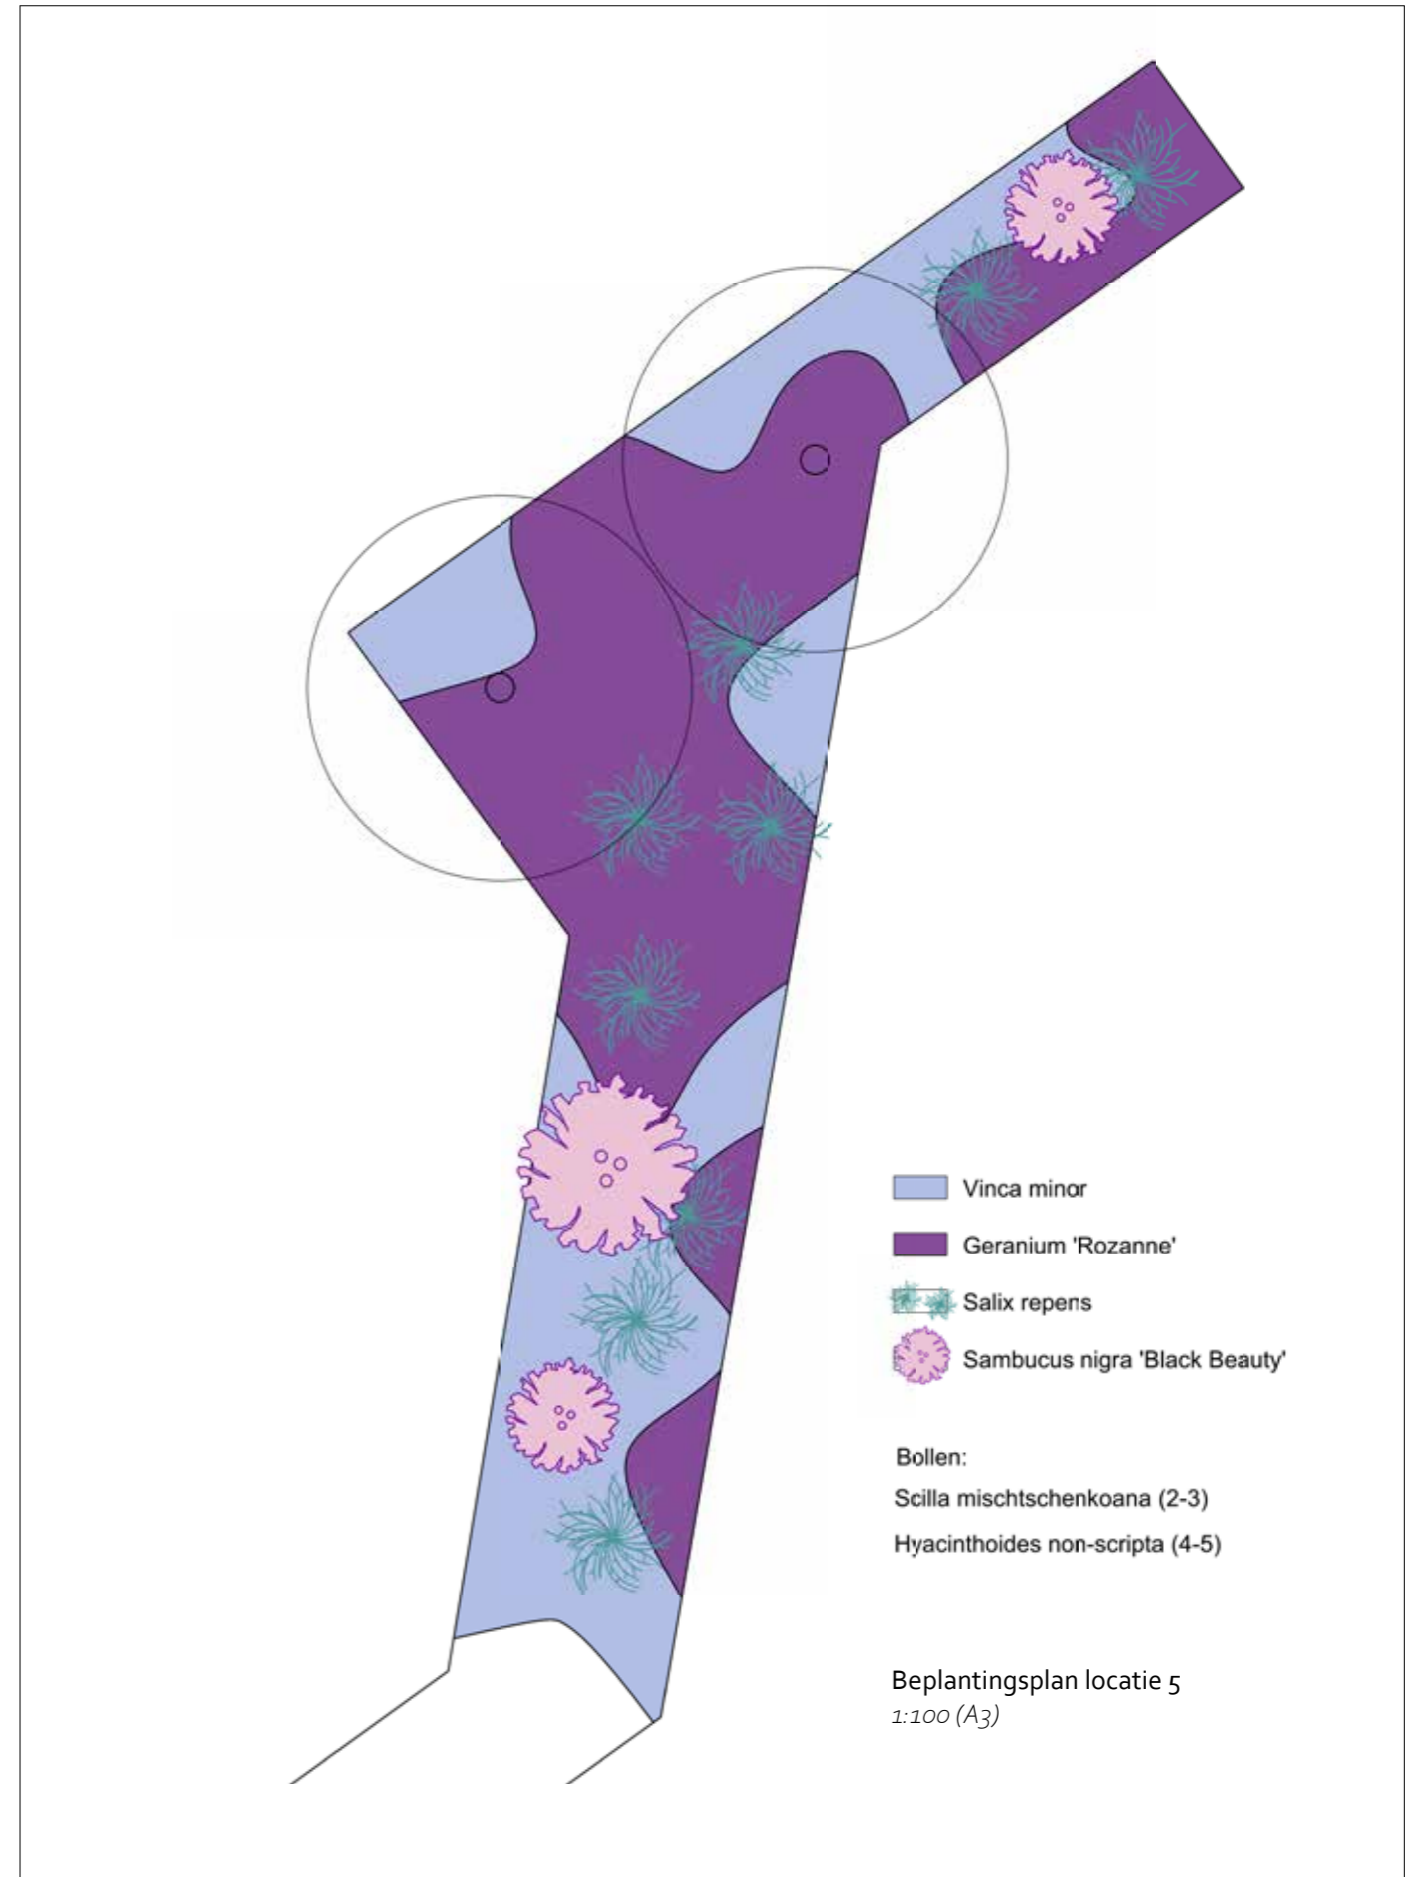 Vinca minor
Geranium 'Rozanne'
Salix repens
Sambucus nigra 'Black Beauty'
Bollen:
Scilla mischtschenkoana (2-3)
Hyacinthoides non-scripta (4-5)
Beplantingsplan locatie 5
1:100 (A3)